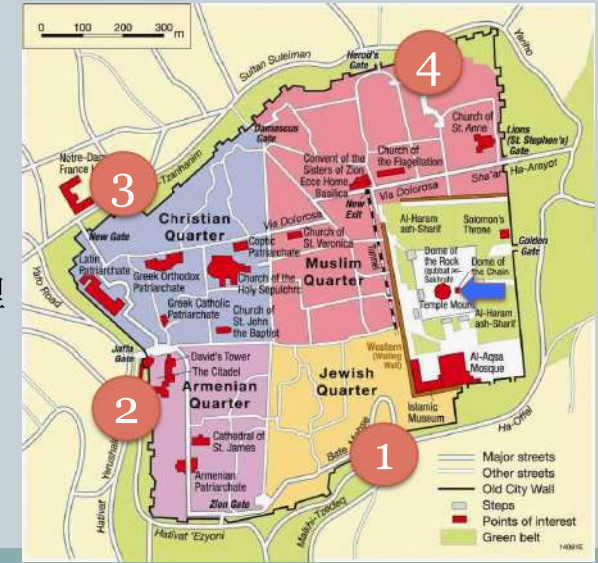 0 100 200 300 m
Sultan Suleiman
Herod's
Gate
4
Yeriho
Damascus
Gate
Church of
St. Anne
Lions
(St. Stephen's)
Gate
Notre-Dame
France
3
Tzanhanim
Convent of the
Sisters of Zion
Ecce Homo
Basilica
Church of
the Flagellation
Via Dolorosa
Sha'ar Ha-Arayot
New
Exit
New Gate
Christian
Quarter
Via Dolorosa
Al-Haram
ash-Sharif
Solomon's
Throne
Golden
Gate
Latin
Patriarchate
Coptic
Patriarchate
Church of
St. Veronica
Muslim
Quarter
Tunnel
Dome of
the Rock
Dome of
the Chain
Yafo Road
Greek Orthodox
Patriarchate
Church of the
Holy Sepulchre
Temple Mount
Greek Catholic
Patriarchate
Church of
St. John
the Baptist
Al-Haram
ash-Sharif
Jaffa
Gate
David's Tower
The Citadel
Western
(Wailing
Wall)
Al-Aqsa
Mosque
Armenian
Quarter
Jewish
Quarter
2
Islamic
Museum
Ha-Ofel
Cathedral of
St. James
1
Armenian
Patriarchate
Zion Gate
Hativat
Hativat 'Ezyoni
Malkhi-Tzedeq
Major streets
Other streets
Old City Wall
Steps
Points of interest
Green belt